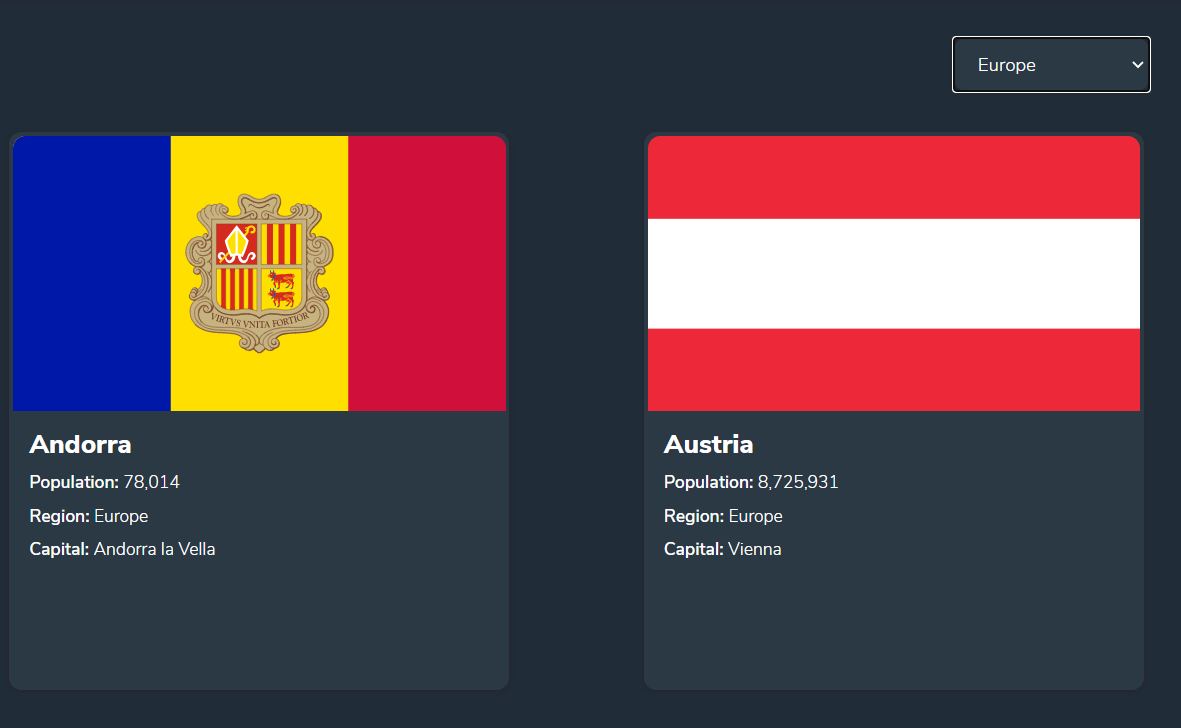 Europe
VIRTVS VNITA FORTIOR
Andorra
Population: 78,014
Region: Europe
Capital: Andorra la Vella
Austria
Population: 8,725,931
Region: Europe
Capital: Vienna